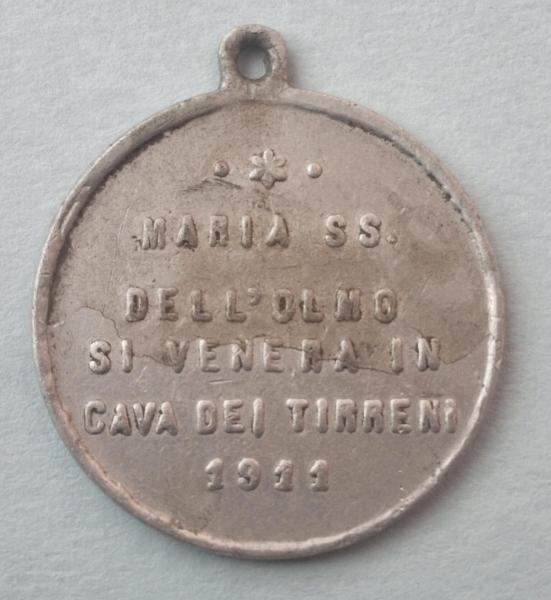 MARIA SS.
DELL'OLMO
SI VENERA IN
CAVA DEI TIRRENI
1911